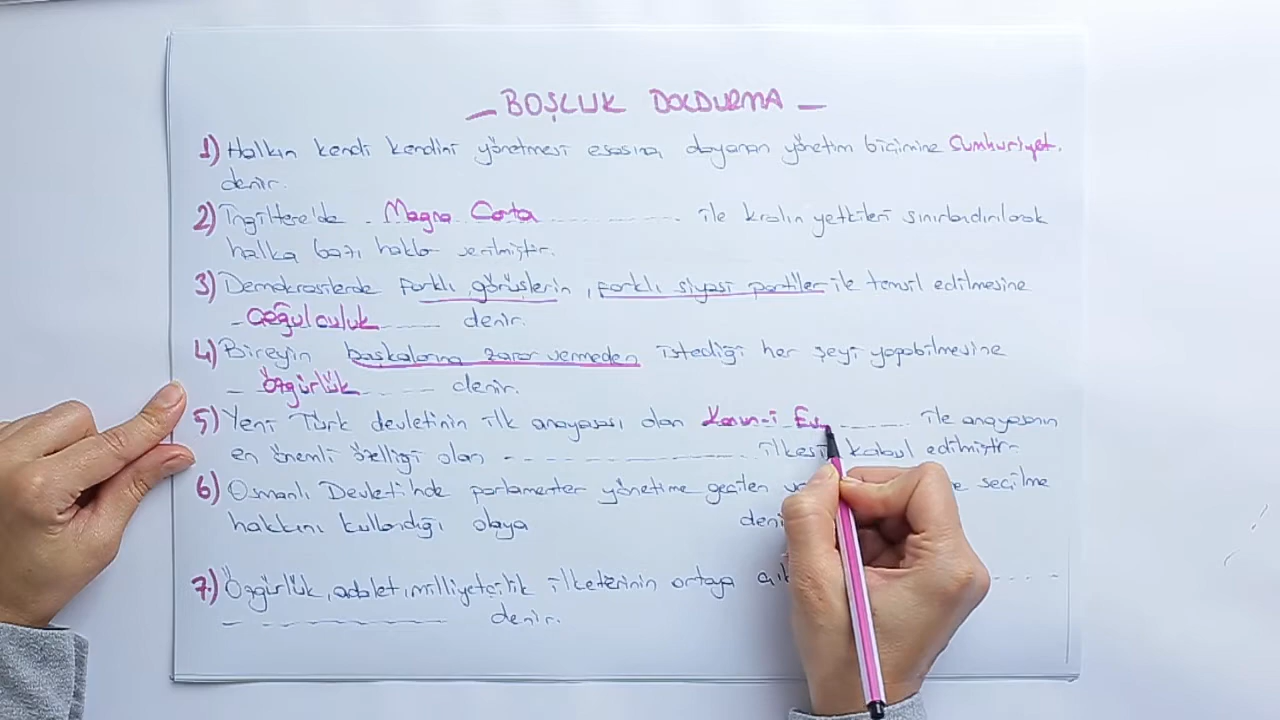 BOŞLUK DOLDURMA
1) Halkın kendi kendini yönetmesi esasına dayanan yönetim biçimine Cumhuriyet.
denir.
2) İngiltere'de Magna Carta ile kralın yetkileri sınırlandırılarak
halka bazı haklar verilmiştir.
3) Demokrasilerde farklı görüşlerin, farklı siyasi partiler ile temsil edilmesine
Çoğulculuk denir.
4) Bireyin başkalarına zarar vermeden istediği her şeyi yapabilmesine
Özgürlük denir.
5) Yeni Türk devletinin ilk anayasası olan Kanun-i Es ile anayasanın
en önemli özelliği olan ilkesi kabul edilmiştir.
6) Osmanlı Devleti'nde parlamenter yönetime geçilen seçilme
hakkını kullandığı olaya deni
7) Özgürlük, adalet, milliyetçilik ilkelerinin ortaya
denir.